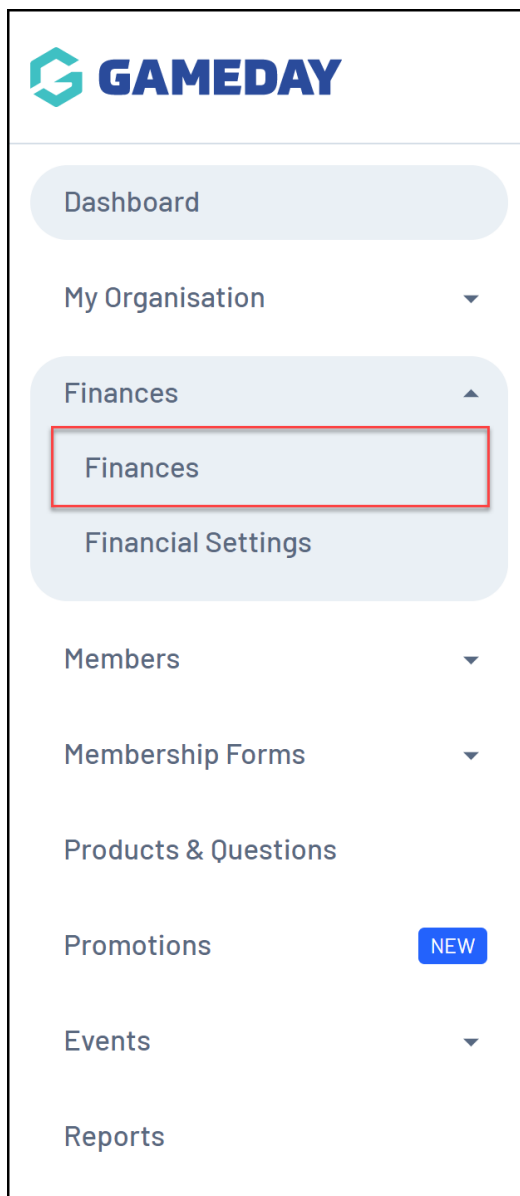 GAMEDAY
Dashboard
My Organisation
Finances
Finances
Financial Settings
Members
Membership Forms
Products & Questions
Promotions NEW
Events
Reports